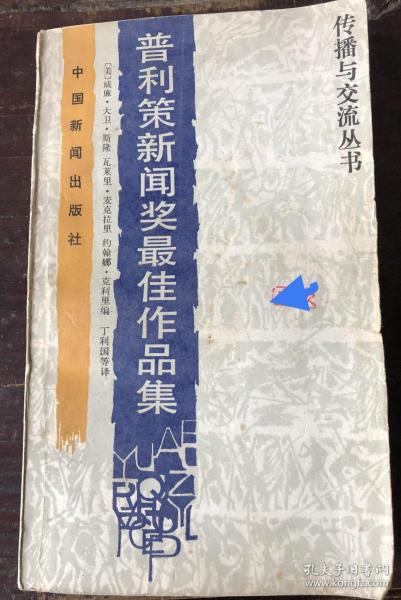 传播与交流丛书
普利策新闻奖最佳作品集
〔美〕威廉·大卫·斯隆 瓦莱里·麦克拉里 约翰娜·克利里编
丁利国等译
中国新闻出版社
孔夫子旧书网